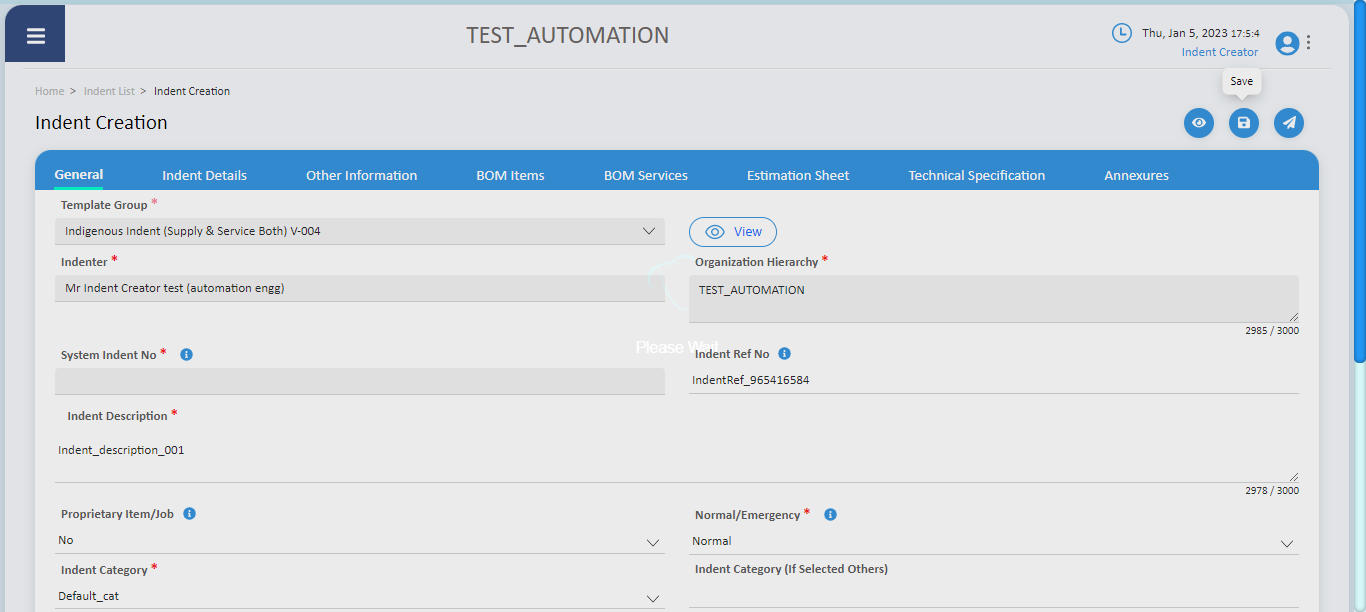 TEST_AUTOMATION
Thu, Jan 5, 2023 17:5:4
Indent Creator
Home > Indent List > Indent Creation
Save
Indent Creation
General Indent Details Other Information BOM Items BOM Services Estimation Sheet Technical Specification Annexures
Template Group *
Indigenous Indent (Supply & Service Both) V-004
View
Indenter *
Organization Hierarchy *
Mr Indent Creator test (automation engg)
TEST_AUTOMATION
2985 / 3000
Please Wait
System Indent No *
Indent Ref No
IndentRef_965416584
Indent Description *
Indent_description_001
2978 / 3000
Proprietary Item/Job
Normal/Emergency *
No
Normal
Indent Category *
Indent Category (If Selected Others)
Default_cat